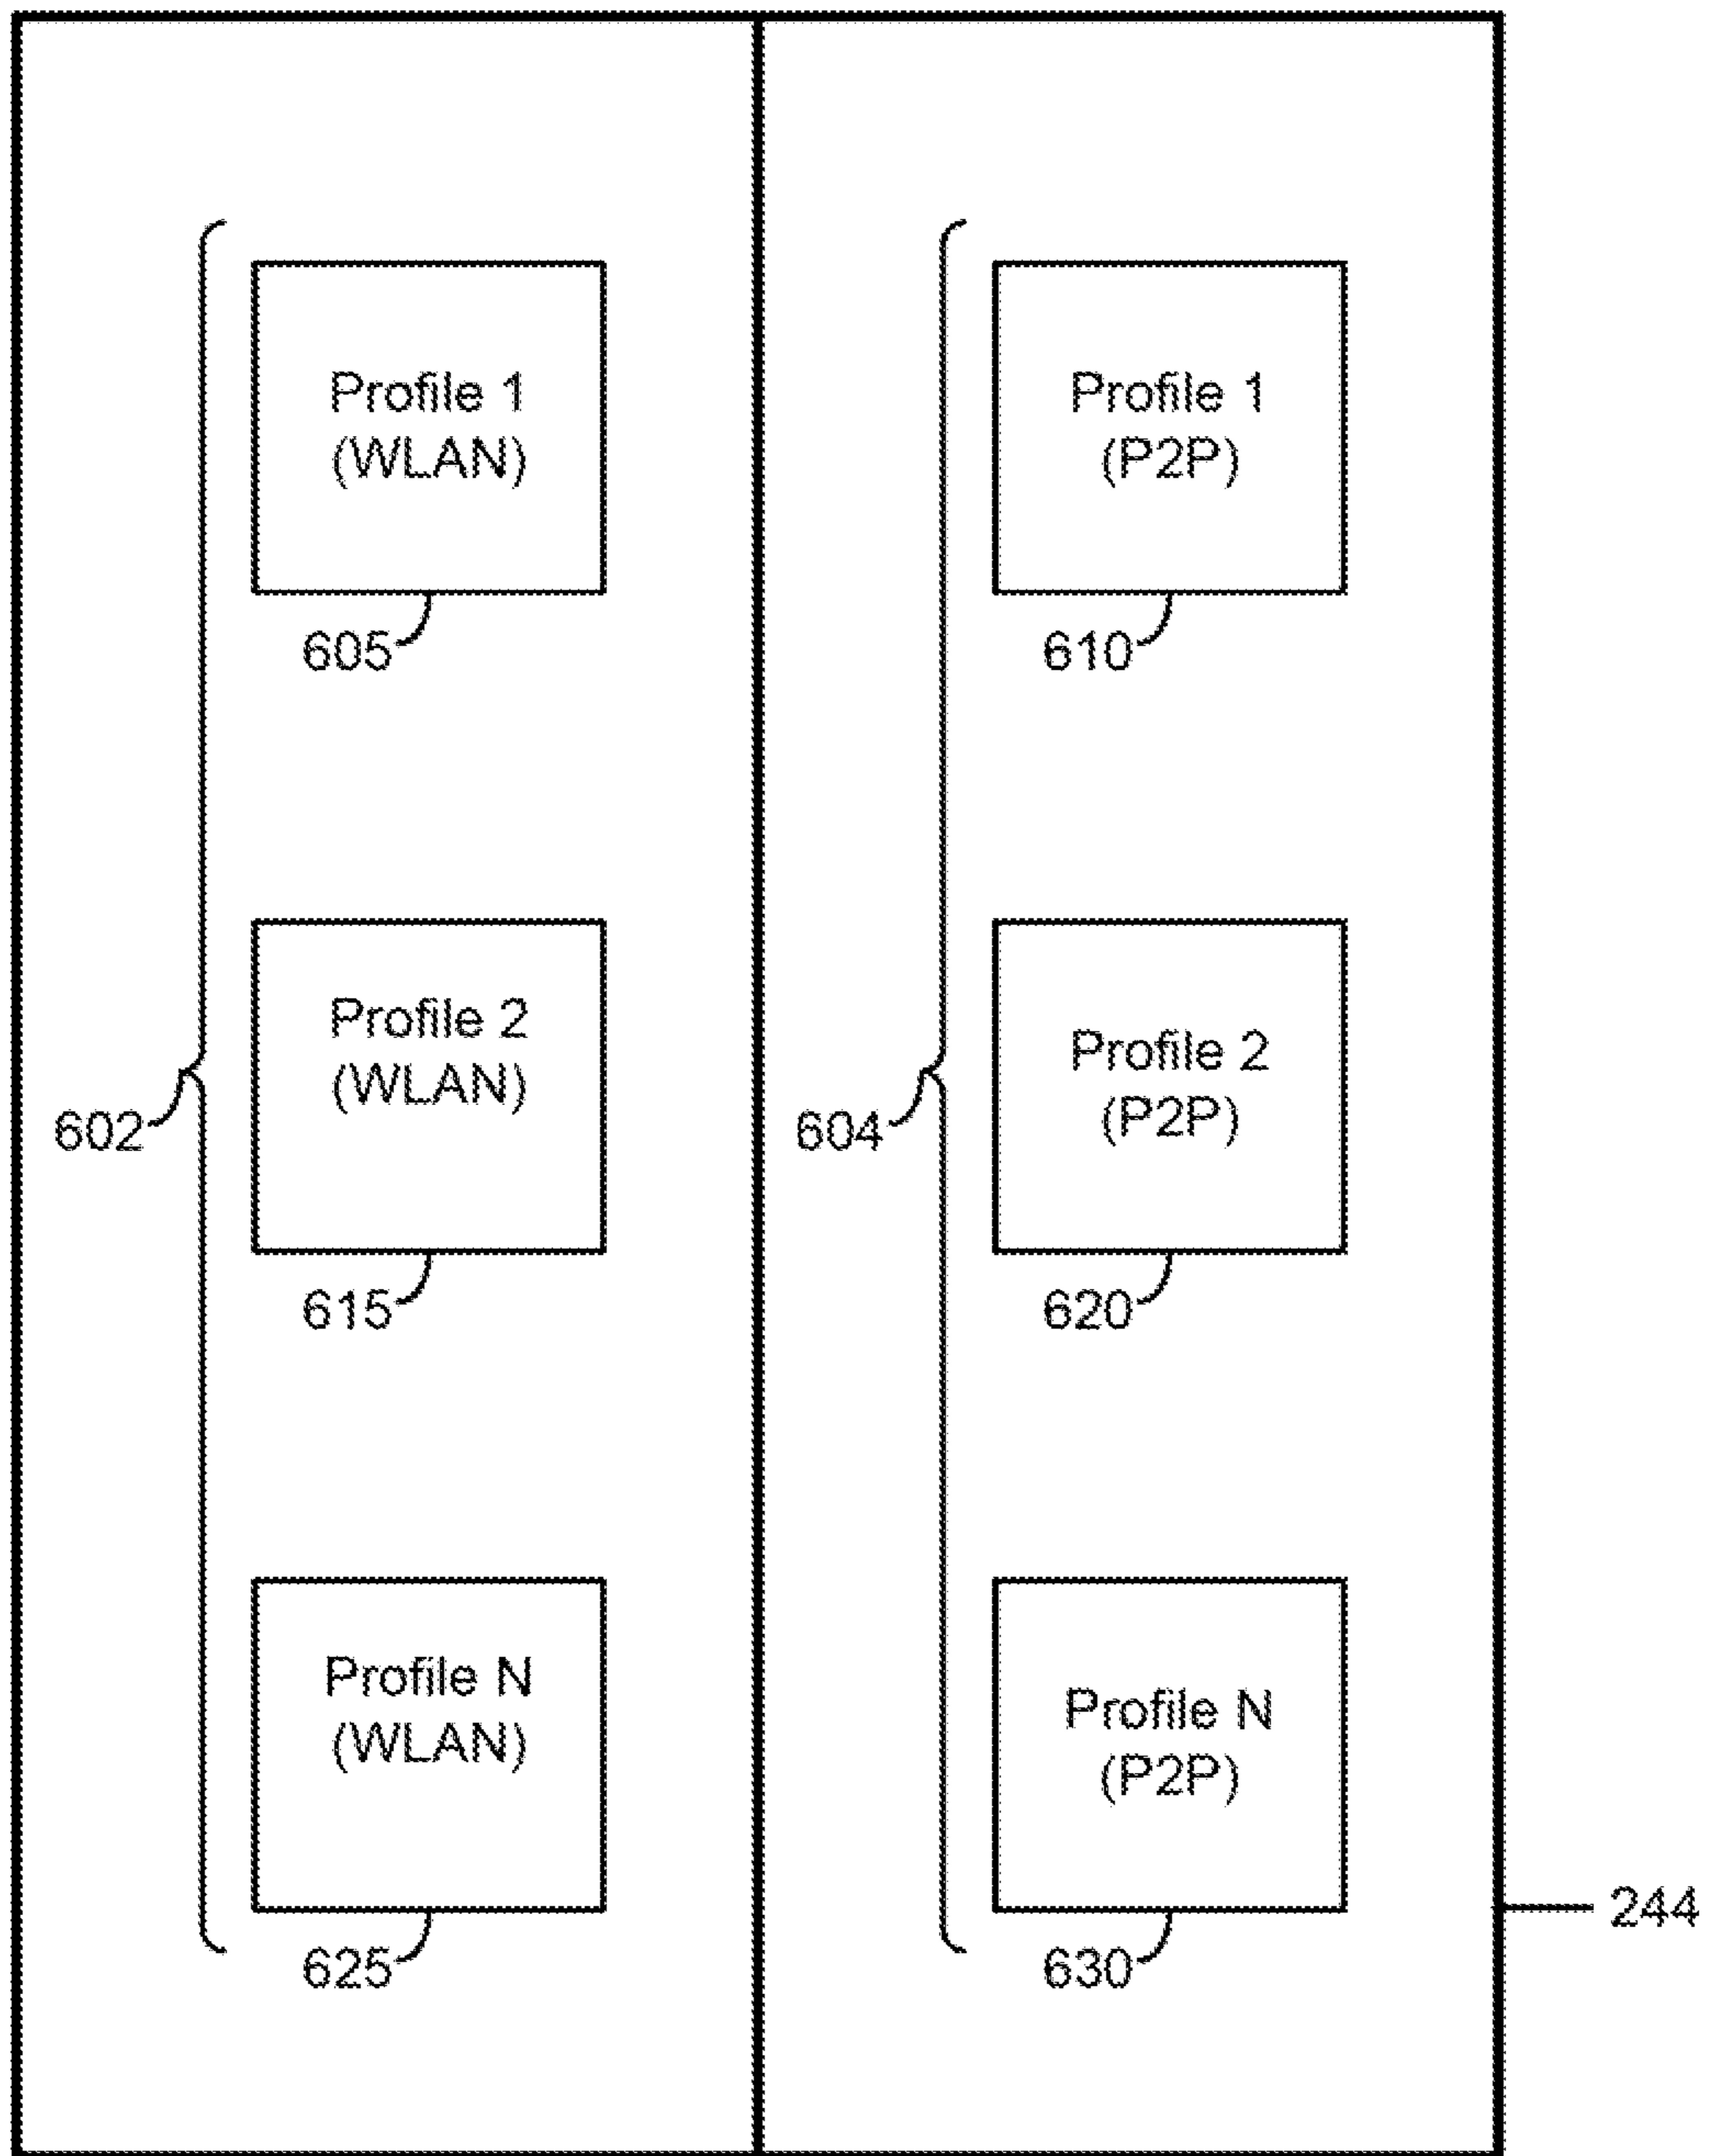 Profile 1
(WLAN)
605
Profile 1
(P2P)
610
602
Profile 2
(WLAN)
615
604
Profile 2
(P2P)
620
Profile N
(WLAN)
625
Profile N
(P2P)
630
244